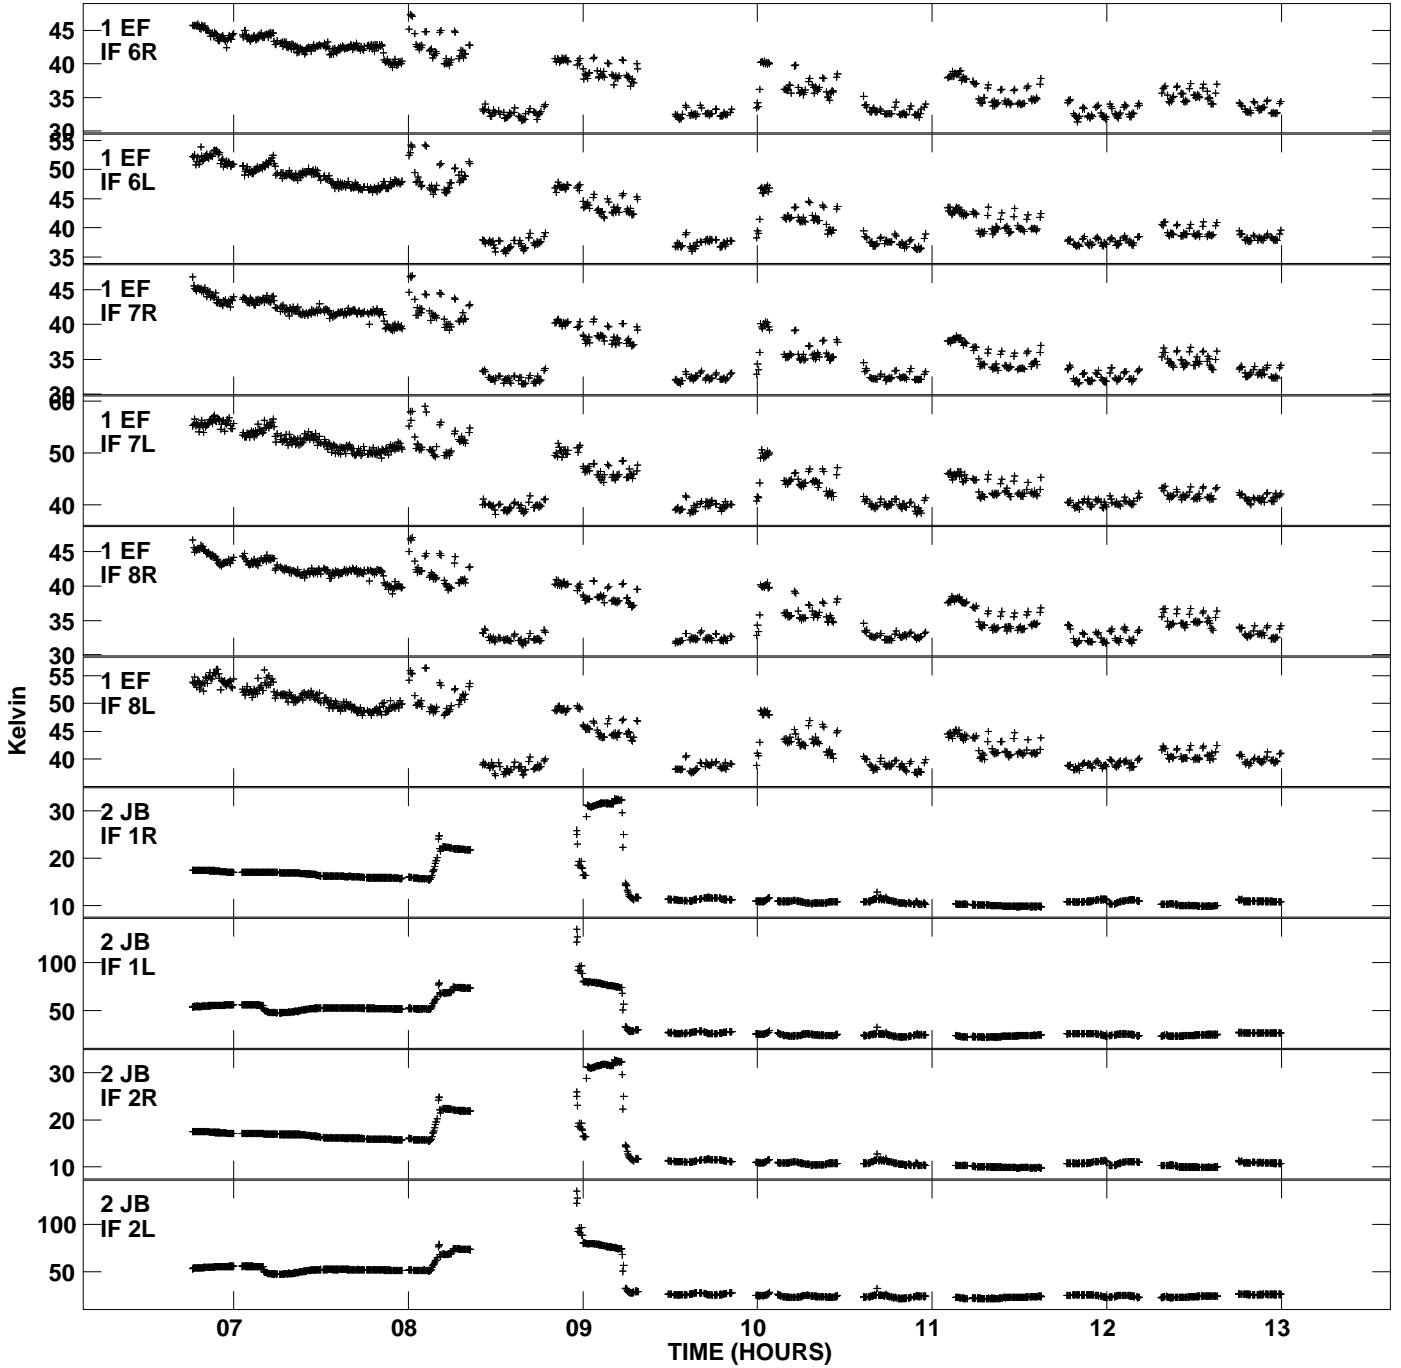 1 EF
IF 6R
45
40
35
30
1 EF
IF 6L
55
50
45
40
35
1 EF
IF 7R
45
40
35
30
1 EF
IF 7L
60
50
40
1 EF
IF 8R
45
40
35
30
1 EF
IF 8L
55
50
45
40
2 JB
IF 1R
30
20
10
2 JB
IF 1L
100
50
2 JB
IF 2R
30
20
10
2 JB
IF 2L
100
50
Kelvin
07 08 09 10 11 12 13
TIME (HOURS)